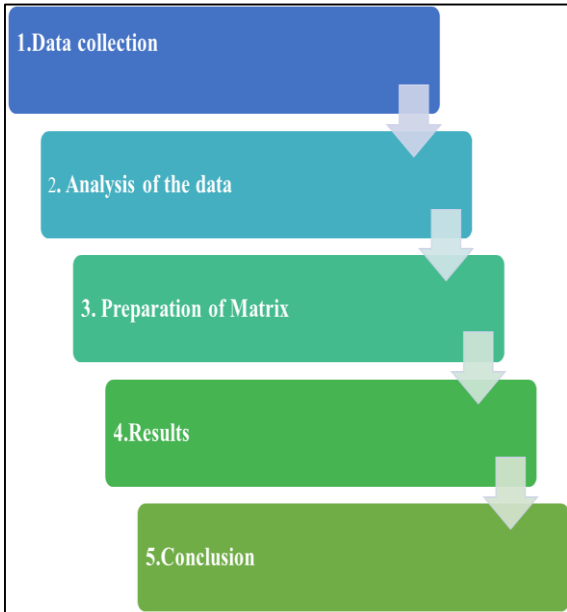 1.Data collection
2. Analysis of the data
3. Preparation of Matrix
4.Results
5.Conclusion